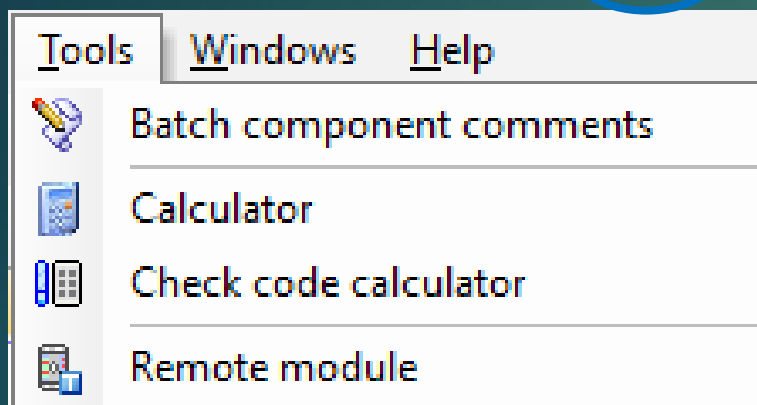 Tools Windows Help
Batch component comments
Calculator
Check code calculator
Remote module